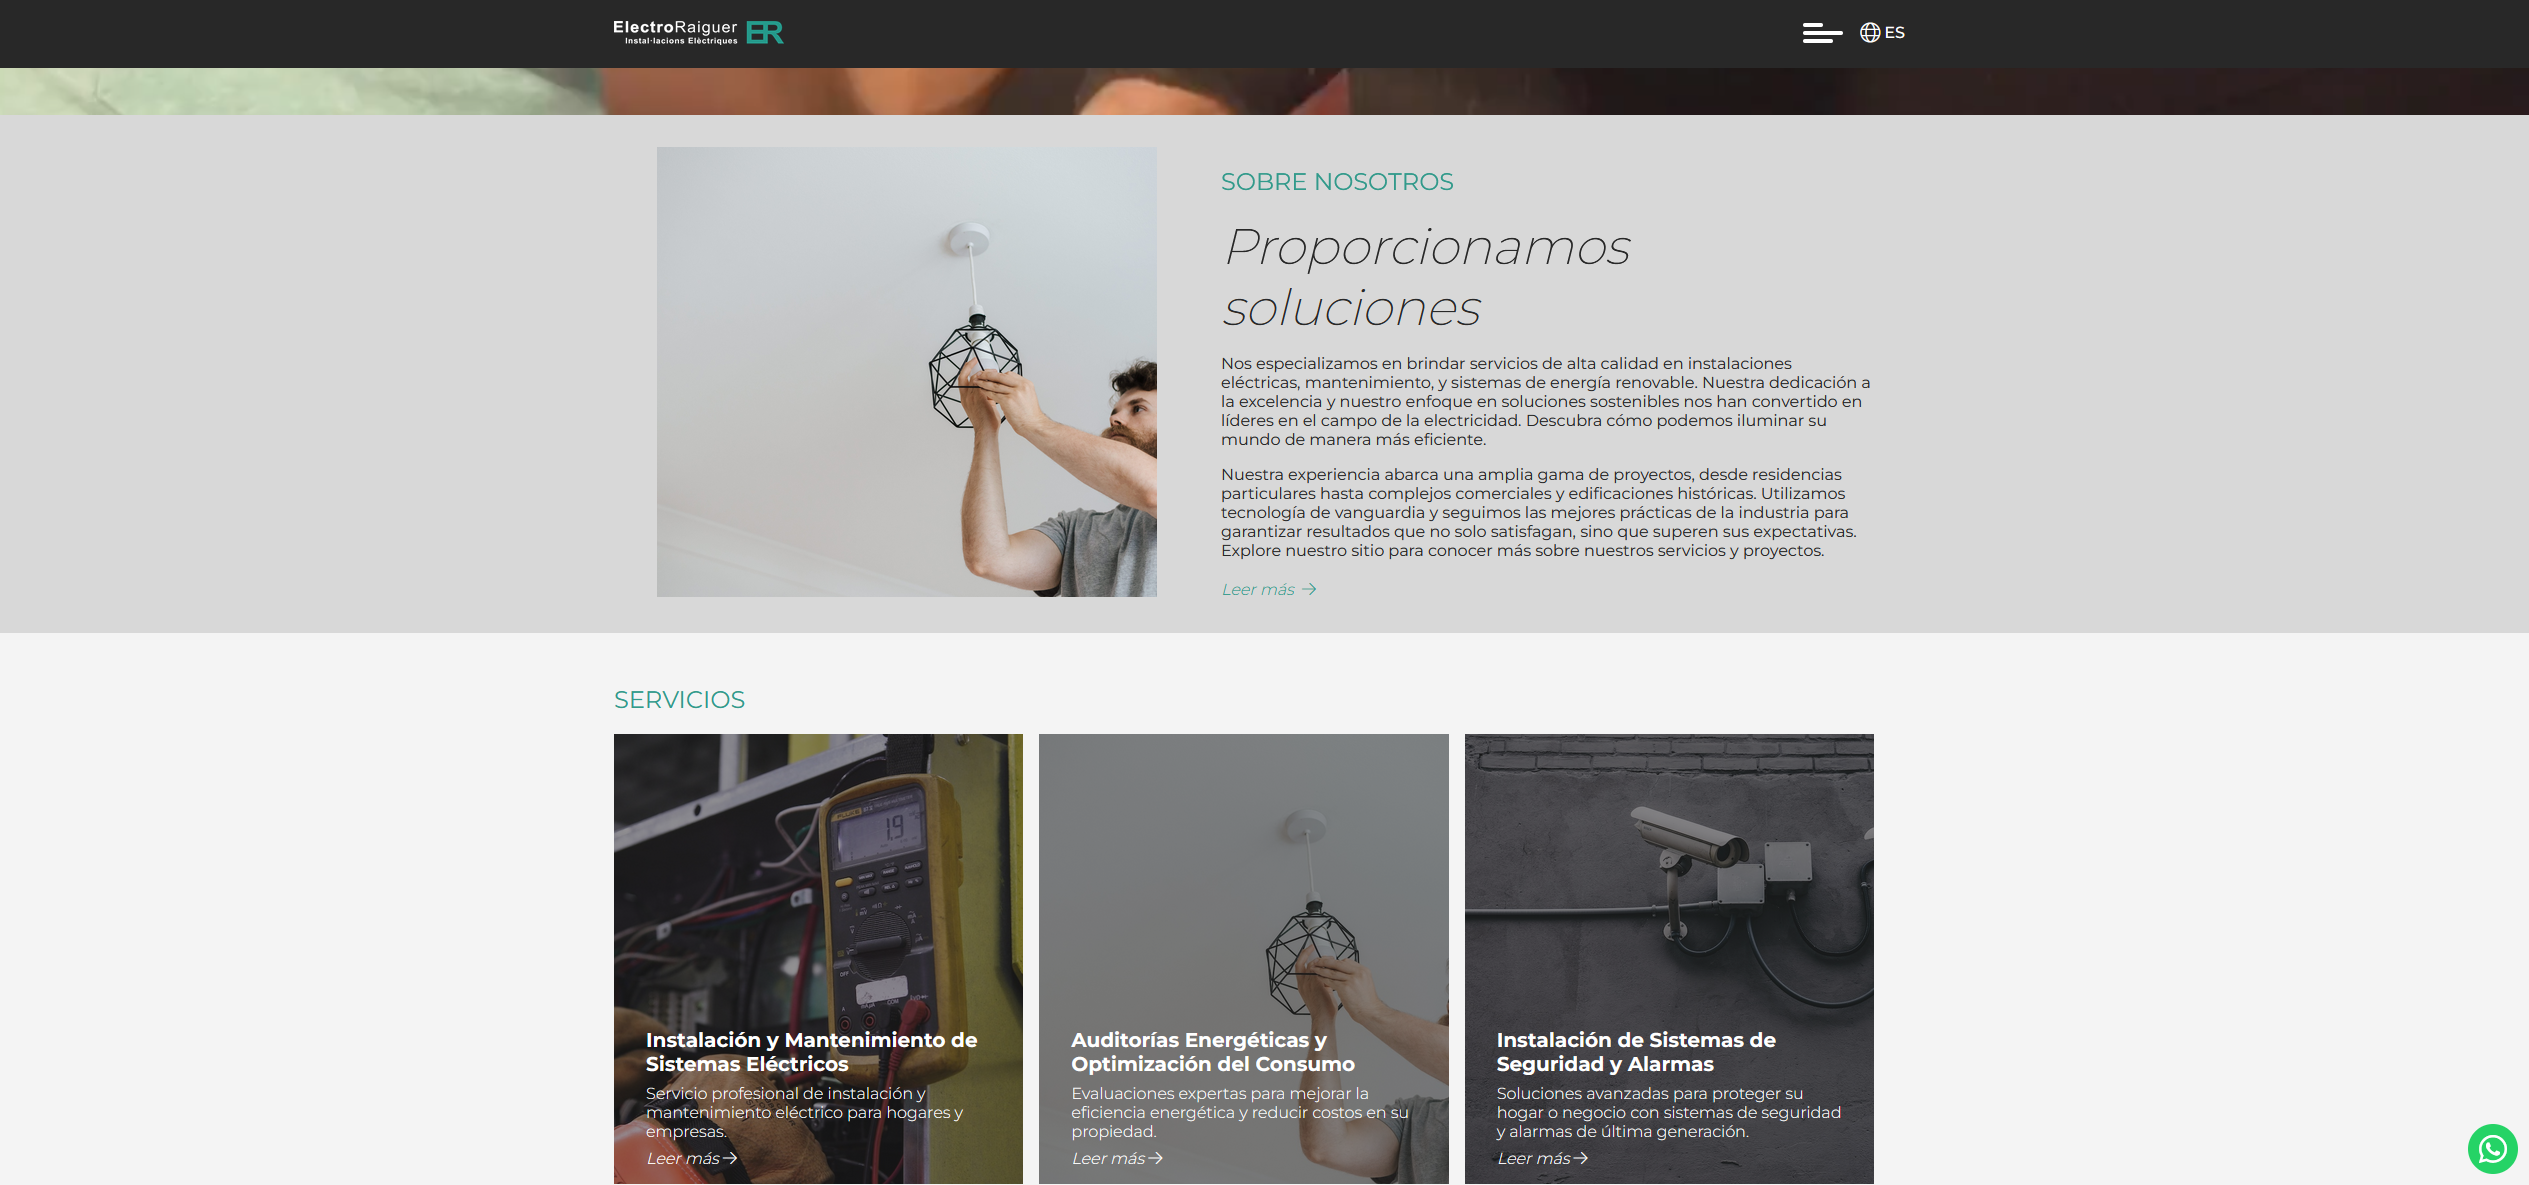 ElectroRaiguer
Instal·lacions Elèctriques
ER
ES
SOBRE NOSOTROS
Proporcionamos
soluciones
Nos especializamos en brindar servicios de alta calidad en instalaciones
eléctricas, mantenimiento, y sistemas de energía renovable. Nuestra dedicación a
la excelencia y nuestro enfoque en soluciones sostenibles nos han convertido en
líderes en el campo de la electricidad. Descubra cómo podemos iluminar su
mundo de manera más eficiente.
Nuestra experiencia abarca una amplia gama de proyectos, desde residencias
particulares hasta complejos comerciales y edificaciones históricas. Utilizamos
tecnología de vanguardia y seguimos las mejores prácticas de la industria para
garantizar resultados que no solo satisfagan, sino que superen sus expectativas.
Explore nuestro sitio para conocer más sobre nuestros servicios y proyectos.
Leer más
SERVICIOS
FLUKE
1.9
OFF
COM
Instalación y Mantenimiento de
Sistemas Eléctricos
Servicio profesional de instalación y
mantenimiento eléctrico para hogares y
empresas.
Leer más
Auditorías Energéticas y
Optimización del Consumo
Evaluaciones expertas para mejorar la
eficiencia energética y reducir costos en su
propiedad.
Leer más
Instalación de Sistemas de
Seguridad y Alarmas
Soluciones avanzadas para proteger su
hogar o negocio con sistemas de seguridad
y alarmas de última generación.
Leer más